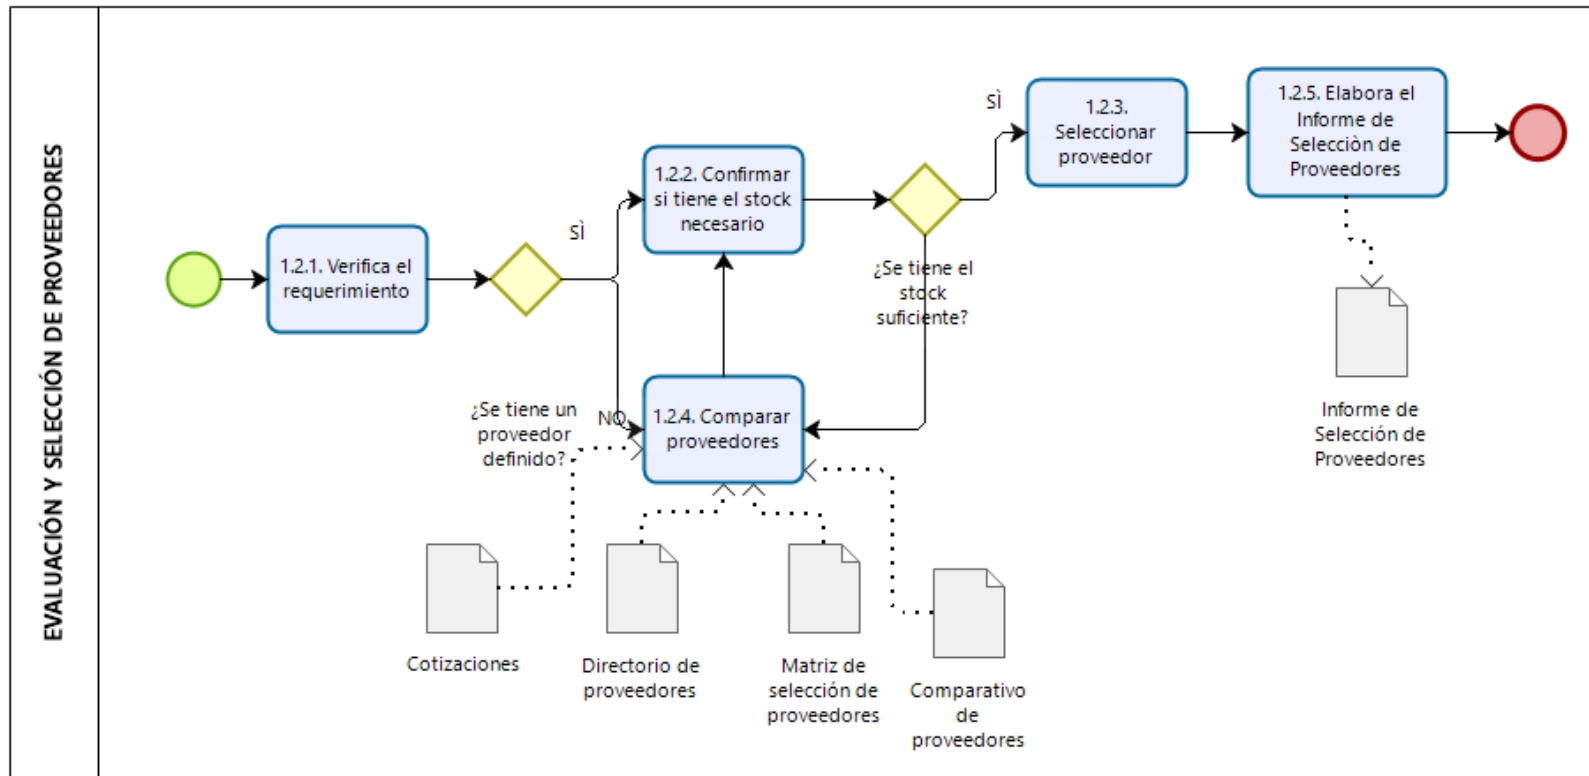 EVALUACIÓN Y SELECCIÓN DE PROVEEDORES
1.2.1. Verifica el
requerimiento
¿Se tiene un
proveedor
definido?
SÌ
NO
1.2.2. Confirmar
si tiene el stock
necesario
¿Se tiene el
stock
suficiente?
SÌ
1.2.3.
Seleccionar
proveedor
1.2.5. Elabora el
Informe de
Selecciòn de
Proveedores
1.2.4. Comparar
proveedores
Informe de
Selección de
Proveedores
Cotizaciones
Directorio de
proveedores
Matriz de
selección de
proveedores
Comparativo
de
proveedores